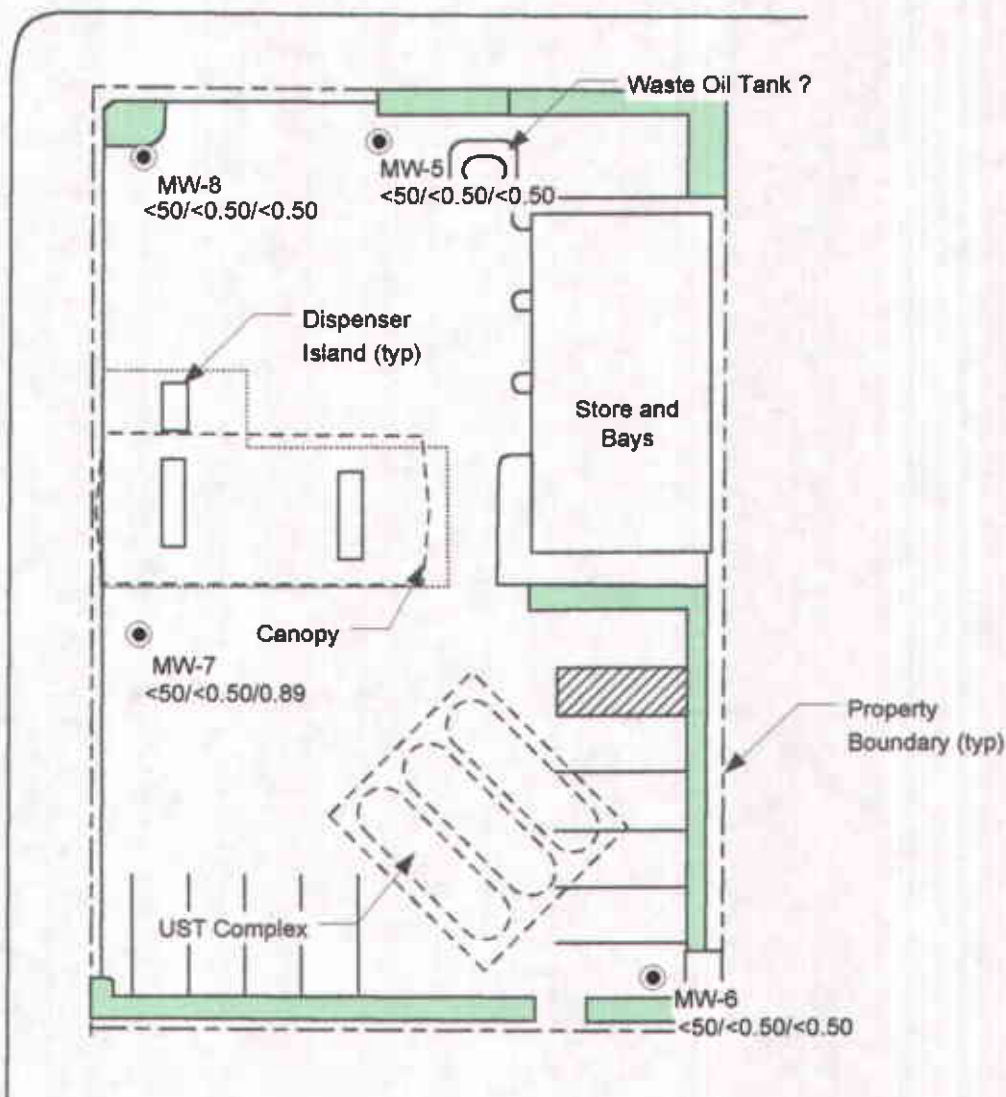 Waste Oil Tank ?
MW-8
<50/<0.50/<0.50
MW-5
<50/<0.50/<0.50
Dispenser
Island (typ)
Store and
Bays
Canopy
MW-7
<50/<0.50/0.89
Property
Boundary (typ)
UST Complex
MW-6
<50/<0.50/<0.50